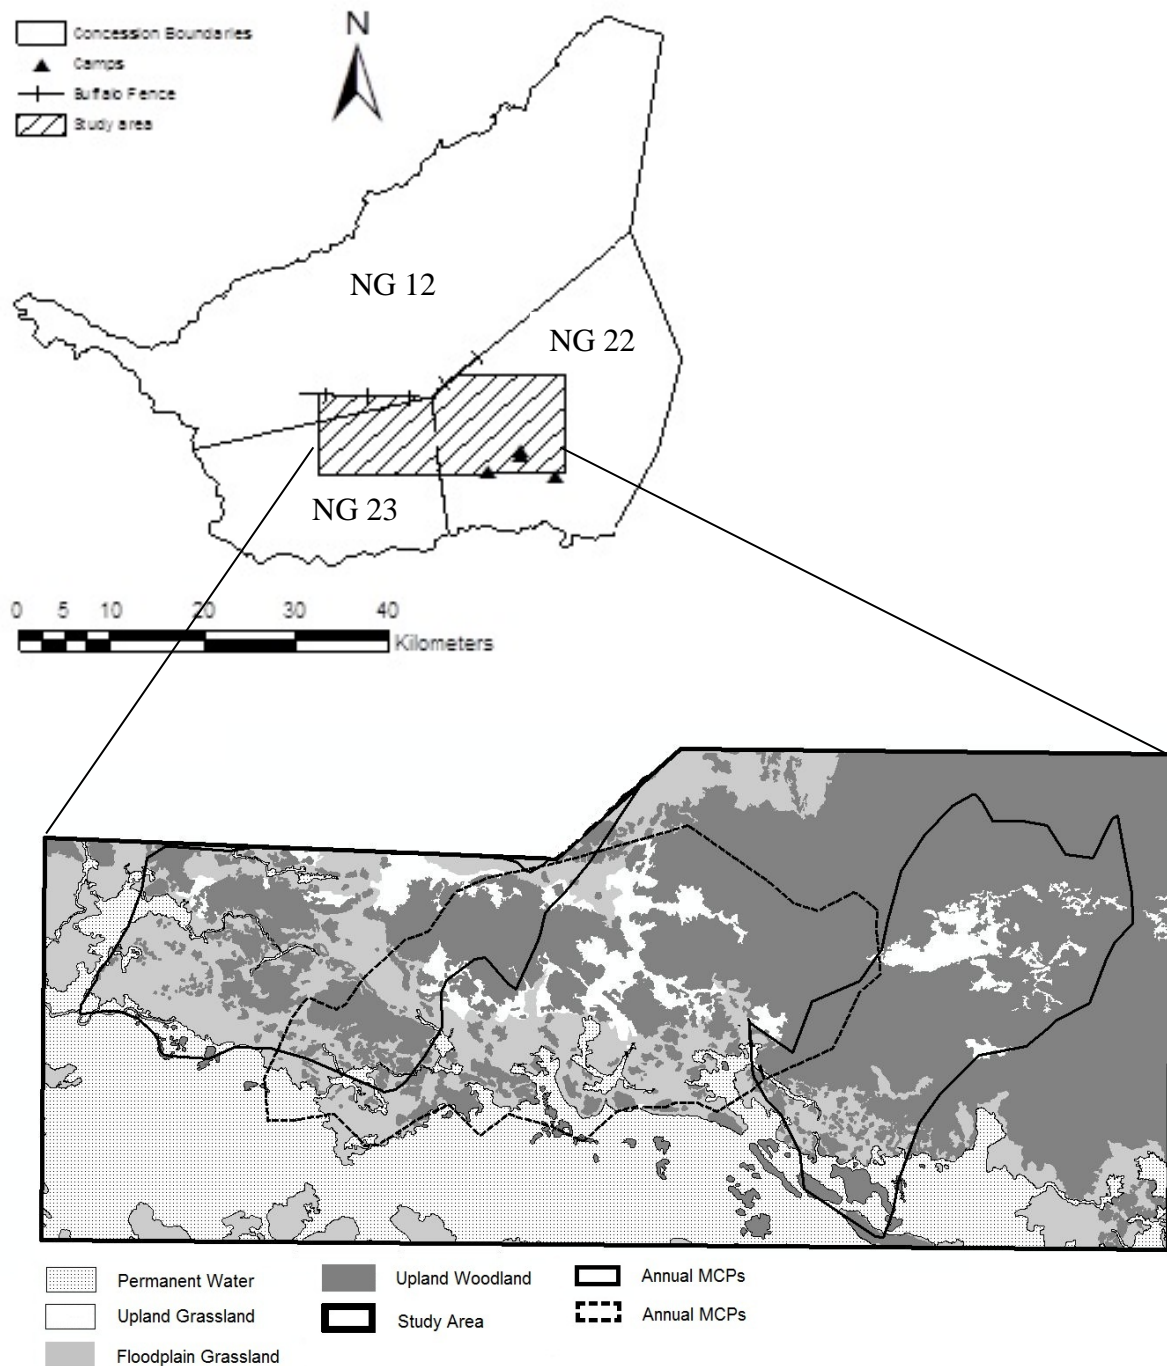 Concession Boundaries
N
Camps
Buffalo Fence
Study area
NG 12
NG 22
NG 23
0 5 10 20 30 40
Kilometers
Permanent Water
Upland Woodland
Annual MCPs
Upland Grassland
Study Area
Annual MCPs
Floodplain Grassland